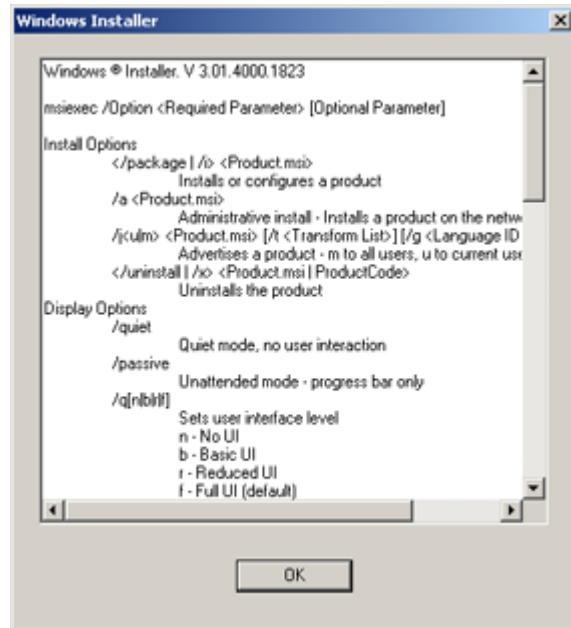 Windows Installer
Windows ® Installer. V 3.01.4000.1823
msiexec /Option <Required Parameter> [Optional Parameter]
Install Options
</package | /i> <Product.msi>
Installs or configures a product
/a <Product.msi>
Administrative install - Installs a product on the netw
/j<u|m> <Product.msi> [/t <Transform List>] [/g <Language ID
Advertises a product - m to all users, u to current use
</uninstall | /x> <Product.msi | ProductCode>
Uninstalls the product
Display Options
/quiet
Quiet mode, no user interaction
/passive
Unattended mode - progress bar only
/q[n|b|r|f]
Sets user interface level
n - No UI
b - Basic UI
r - Reduced UI
f - Full UI (default)
OK